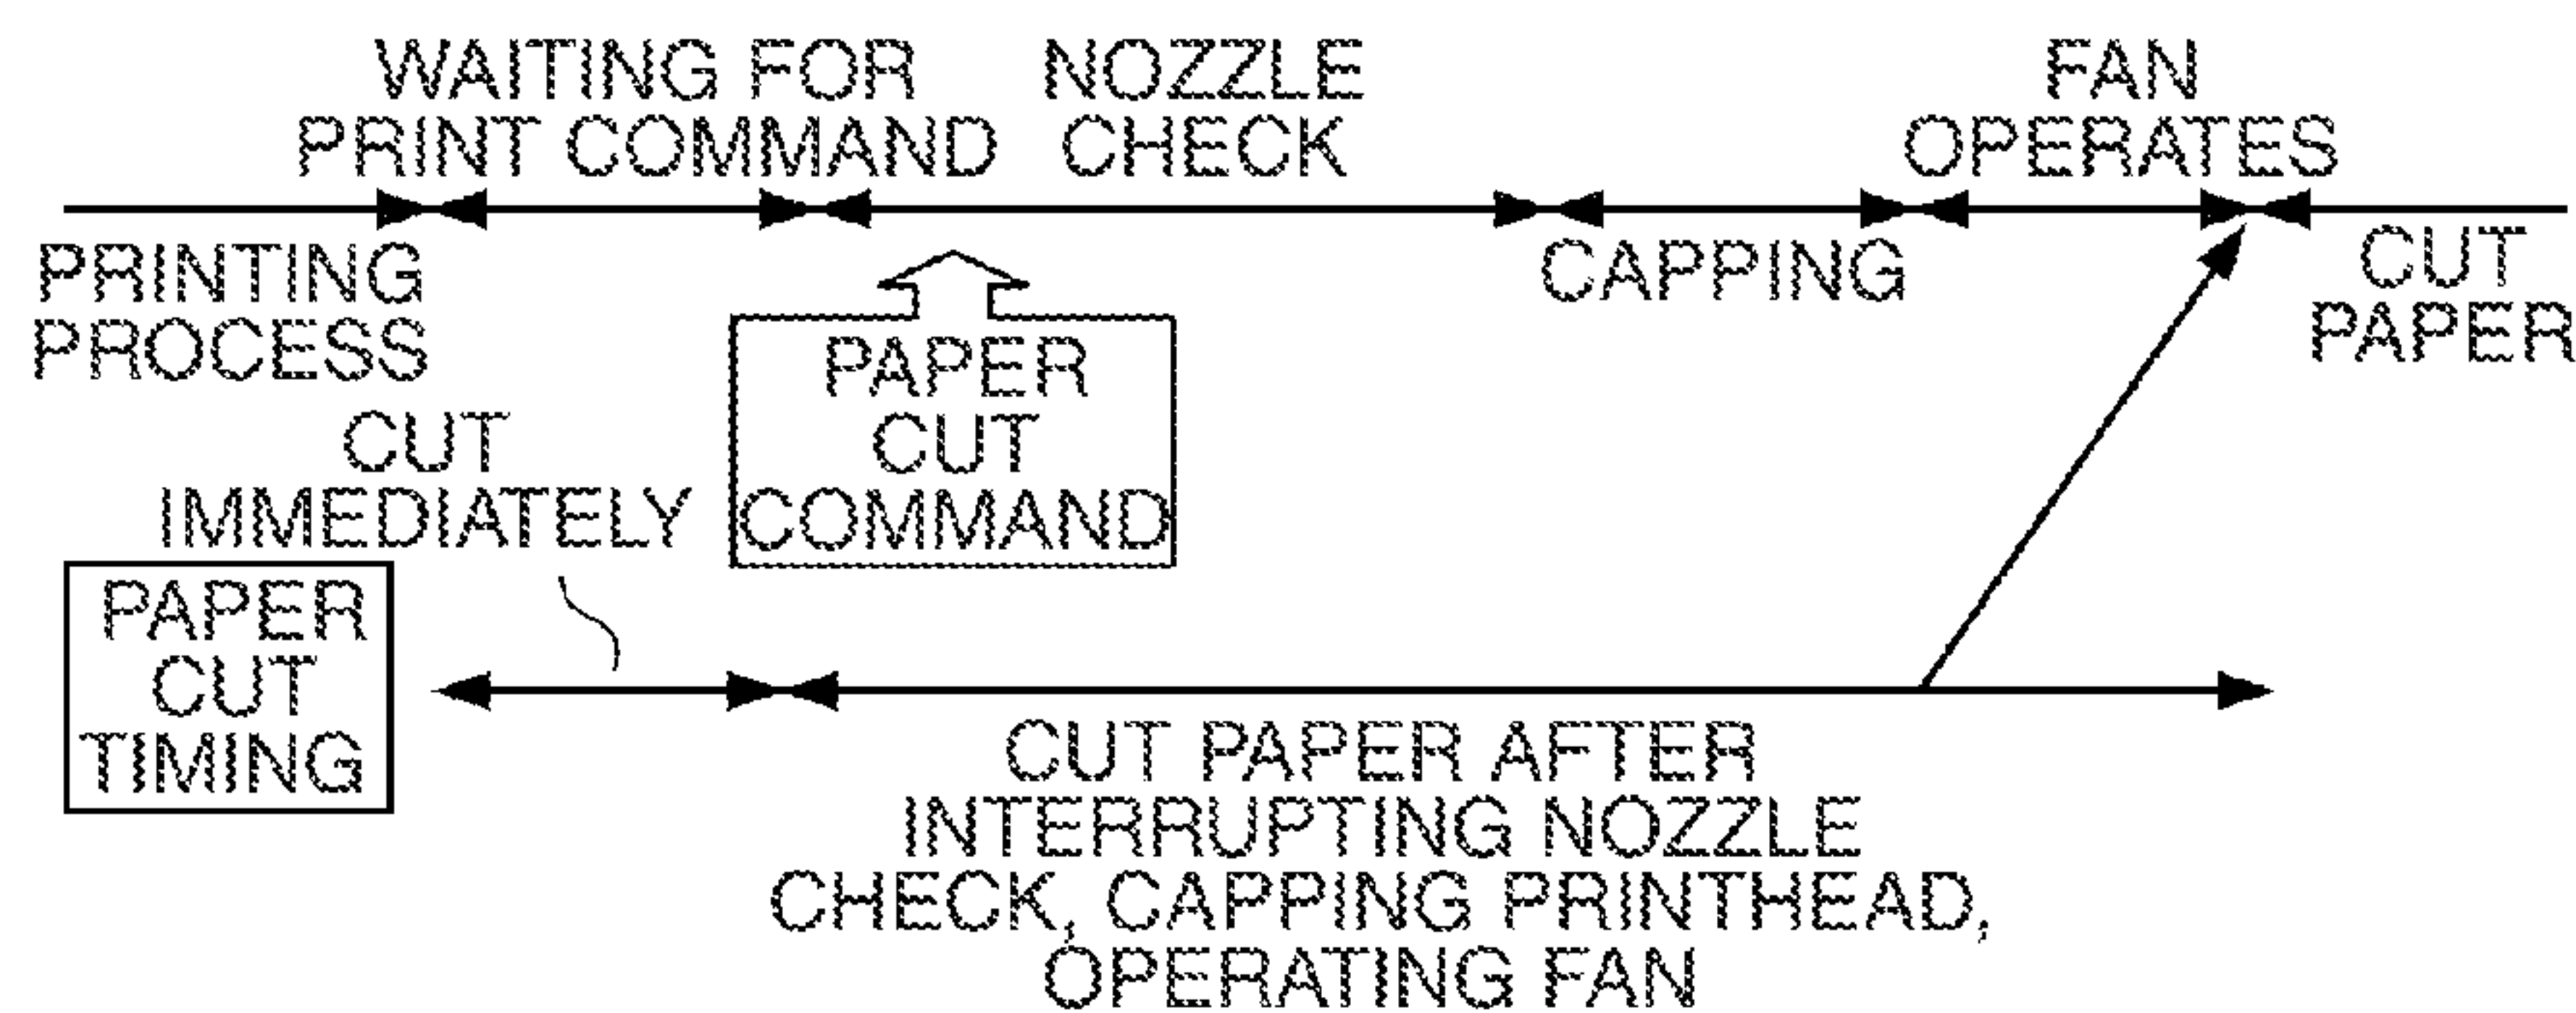 WAITING FOR
PRINT COMMAND
NOZZLE
CHECK
FAN
OPERATES
PRINTING
PROCESS
CAPPING
CUT
PAPER
PAPER
CUT
COMMAND
CUT
IMMEDIATELY
PAPER
CUT
TIMING
CUT PAPER AFTER
INTERRUPTING NOZZLE
CHECK, CAPPING PRINTHEAD,
OPERATING FAN